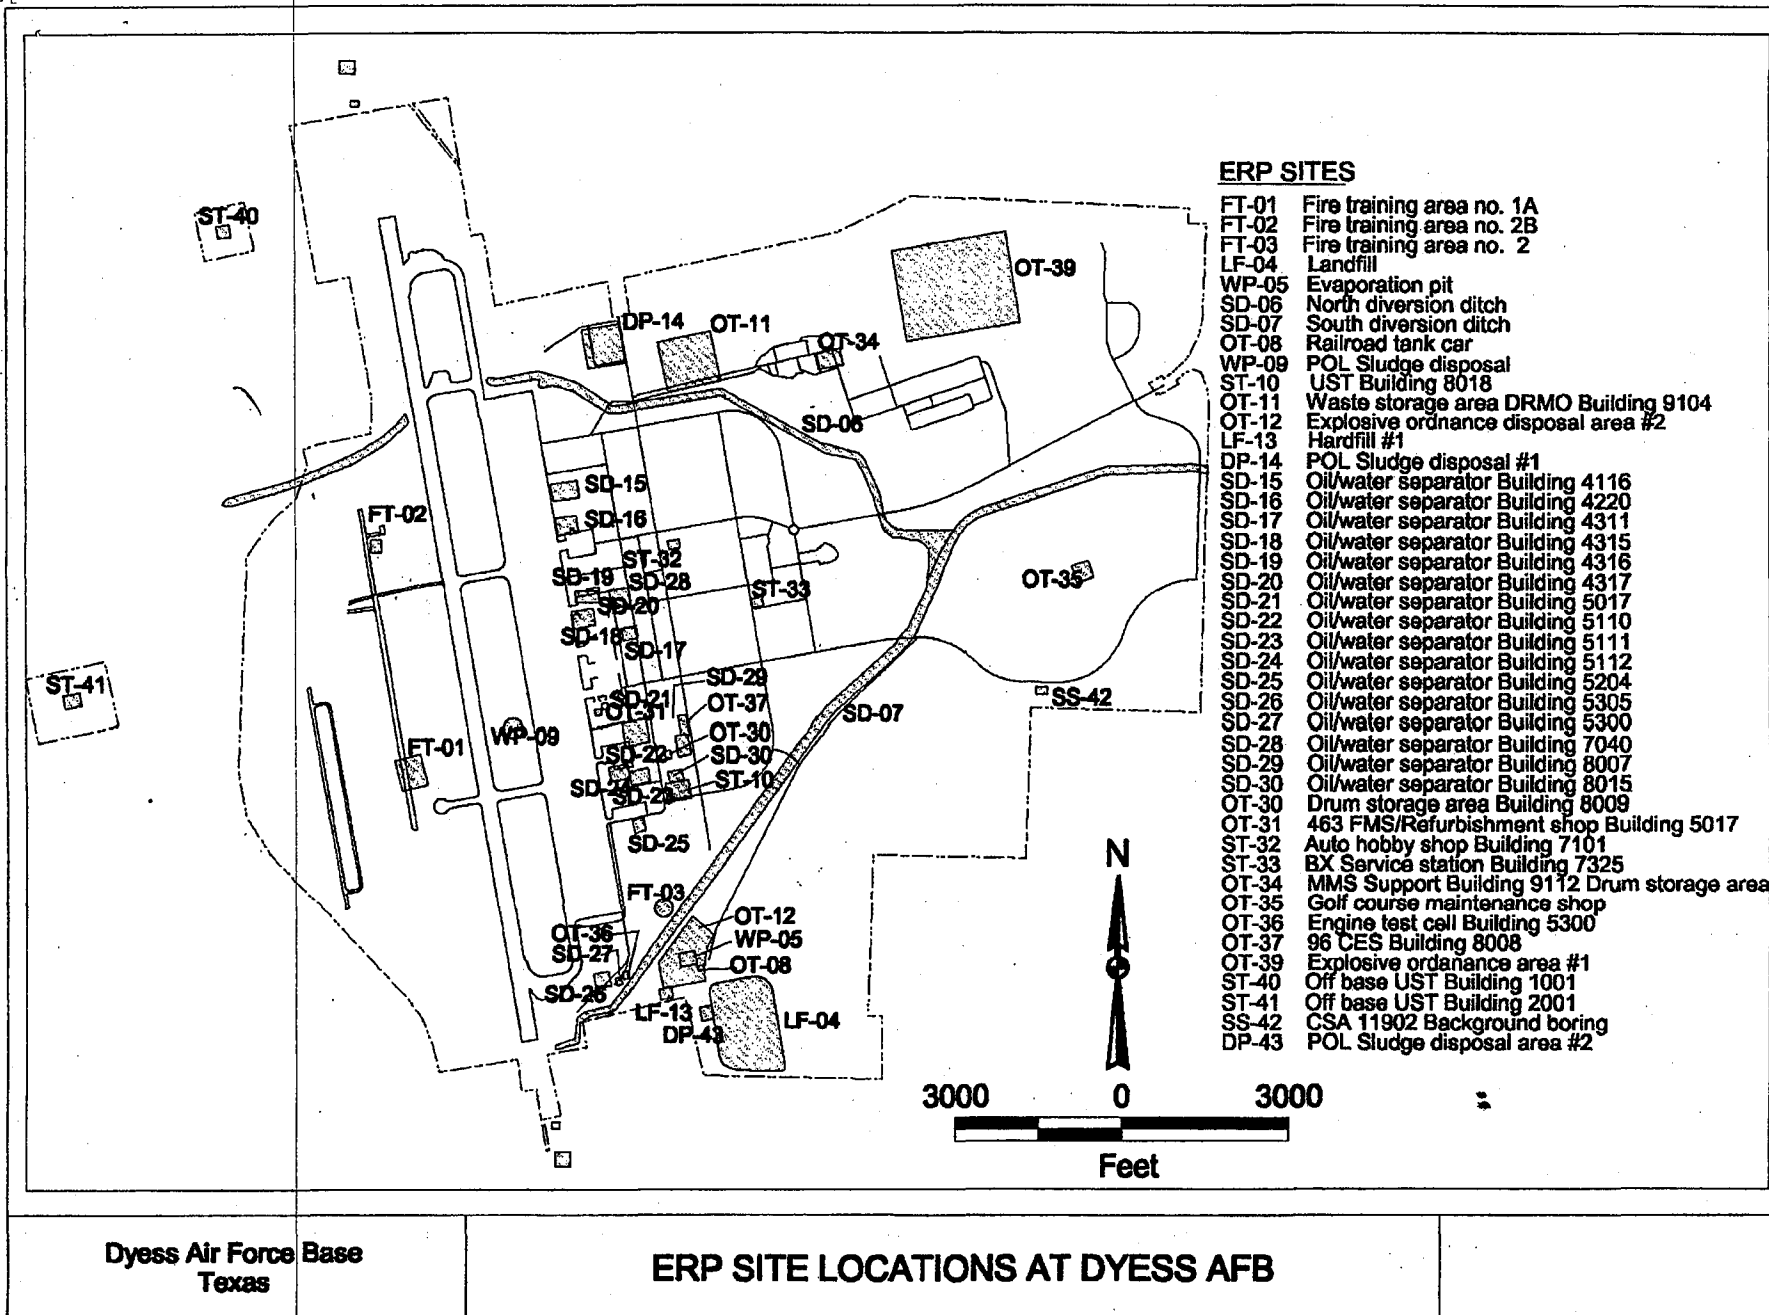 ST-40
OT-39
DP-14
OT-11
OT-34
SD-06
SD-15
FT-02
SD-16
ST-32
SD-19
SD-28
ST-33
OT-35
SD-20
SD-18
SD-17
ST-41
SD-29
SD-21
OT-37
SS-42
OT-31
SD-07
WP-09
OT-30
FT-01
SD-22
SD-30
ST-10
SD-24
SD-23
SD-25
FT-03
OT-12
OT-36
WP-05
SD-27
OT-08
SD-26
LF-13
LF-04
DP-43
ERP SITES
FT-01 Fire training area no. 1A
FT-02 Fire training area no. 2B
FT-03 Fire training area no. 2
LF-04 Landfill
WP-05 Evaporation pit
SD-06 North diversion ditch
SD-07 South diversion ditch
OT-08 Railroad tank car
WP-09 POL Sludge disposal
ST-10 UST Building 8018
OT-11 Waste storage area DRMO Building 9104
OT-12 Explosive ordnance disposal area #2
LF-13 Hardfill #1
DP-14 POL Sludge disposal #1
SD-15 Oil/water separator Building 4116
SD-16 Oil/water separator Building 4220
SD-17 Oil/water separator Building 4311
SD-18 Oil/water separator Building 4315
SD-19 Oil/water separator Building 4316
SD-20 Oil/water separator Building 4317
SD-21 Oil/water separator Building 5017
SD-22 Oil/water separator Building 5110
SD-23 Oil/water separator Building 5111
SD-24 Oil/water separator Building 5112
SD-25 Oil/water separator Building 5204
SD-26 Oil/water separator Building 5305
SD-27 Oil/water separator Building 5300
SD-28 Oil/water separator Building 7040
SD-29 Oil/water separator Building 8007
SD-30 Oil/water separator Building 8015
OT-30 Drum storage area Building 8009
OT-31 463 FMS/Refurbishment shop Building 5017
ST-32 Auto hobby shop Building 7101
ST-33 BX Service station Building 7325
OT-34 MMS Support Building 9112 Drum storage area
OT-35 Golf course maintenance shop
OT-36 Engine test cell Building 5300
OT-37 96 CES Building 8008
OT-39 Explosive ordanance area #1
ST-40 Off base UST Building 1001
ST-41 Off base UST Building 2001
SS-42 CSA 11902 Background boring
DP-43 POL Sludge disposal area #2
N
3000 0 3000
Feet
Dyess Air Force Base
Texas
ERP SITE LOCATIONS AT DYESS AFB